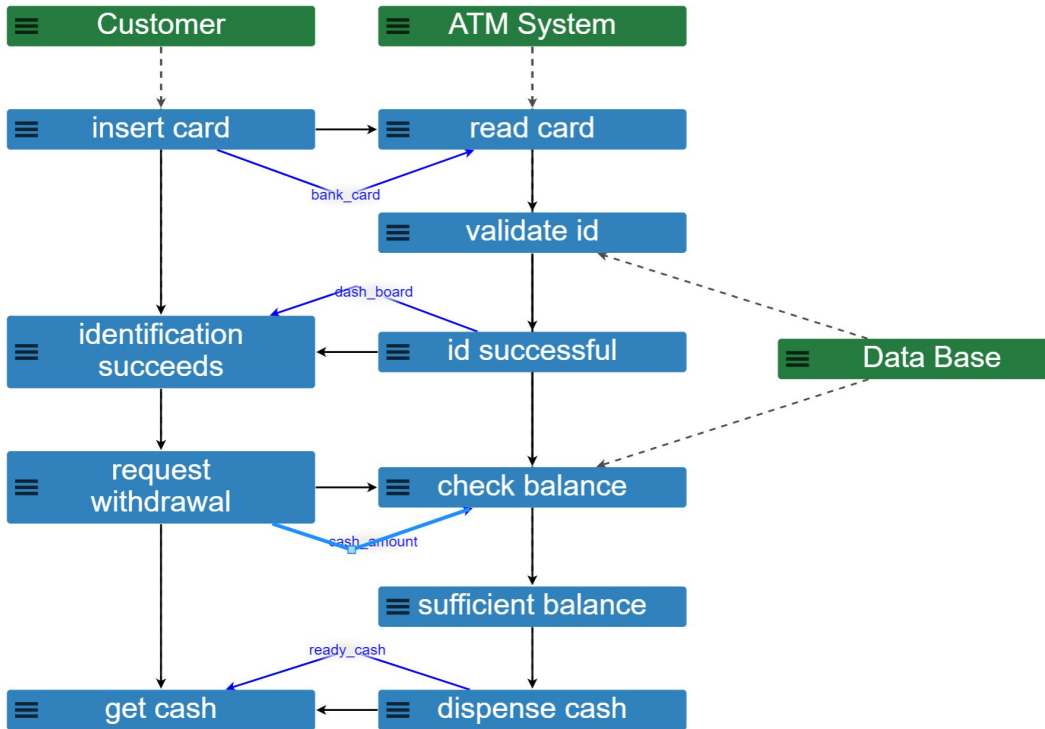 Customer
ATM System
insert card
read card
bank_card
validate id
dash_board
identification
succeeds
id successful
Data Base
request
withdrawal
check balance
cash_amount
sufficient balance
ready_cash
get cash
dispense cash